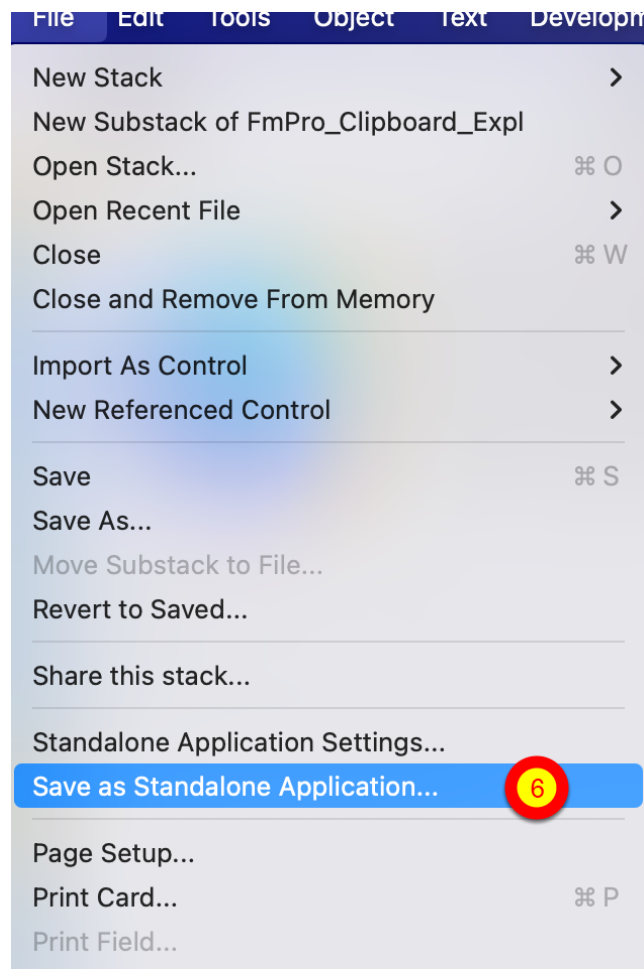 File Edit Tools Object Text Developm
New Stack
New Substack of FmPro_Clipboard_Expl
Open Stack... ⌘ O
Open Recent File
Close ⌘ W
Close and Remove From Memory
Import As Control
New Referenced Control
Save ⌘ S
Save As...
Move Substack to File...
Revert to Saved...
Share this stack...
Standalone Application Settings...
Save as Standalone Application... 6
Page Setup...
Print Card... ⌘ P
Print Field...